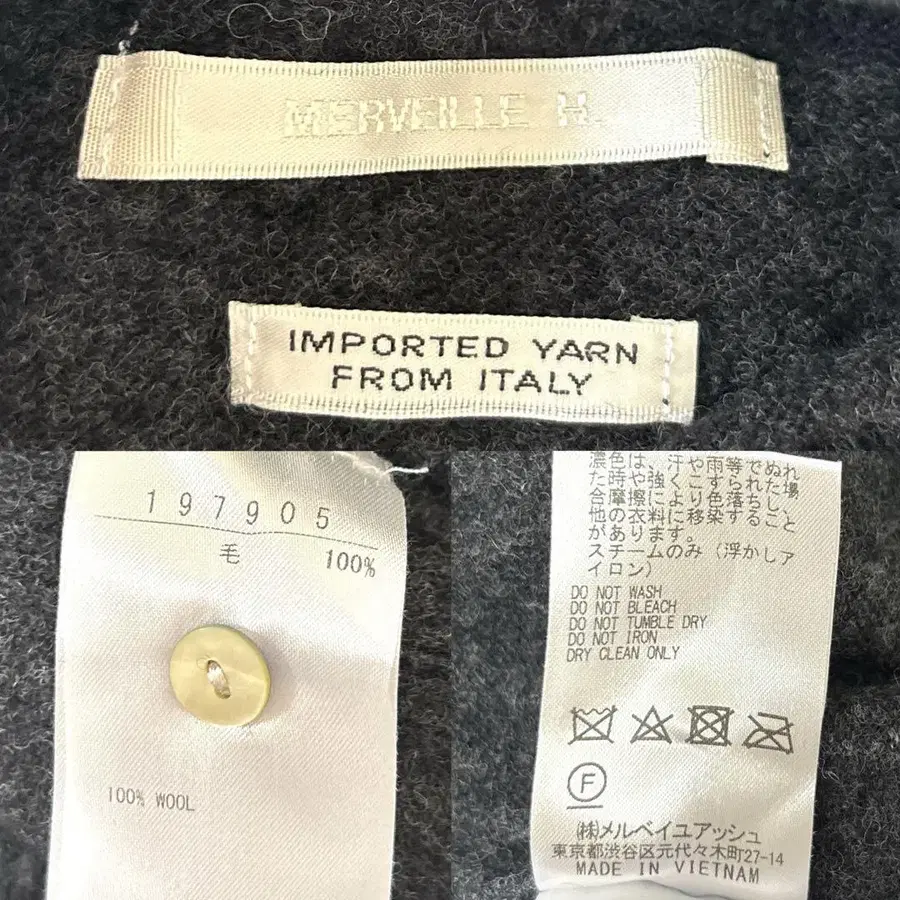 MERVEILLE H.
IMPORTED YARN
FROM ITALY
197905
毛 100%
100% WOOL
濃色は、汗や雨等でぬれ
た時や強くこすられた場
合摩擦により色落ちし、
他の衣料に移染すること
があります。
スチームのみ(浮かしア
イロン)
DO NOT WASH
DO NOT BLEACH
DO NOT TUMBLE DRY
DO NOT IRON
DRY CLEAN ONLY
F
㈱メルベイユアッシュ
東京都渋谷区元代々木町27-14
MADE IN VIETNAM